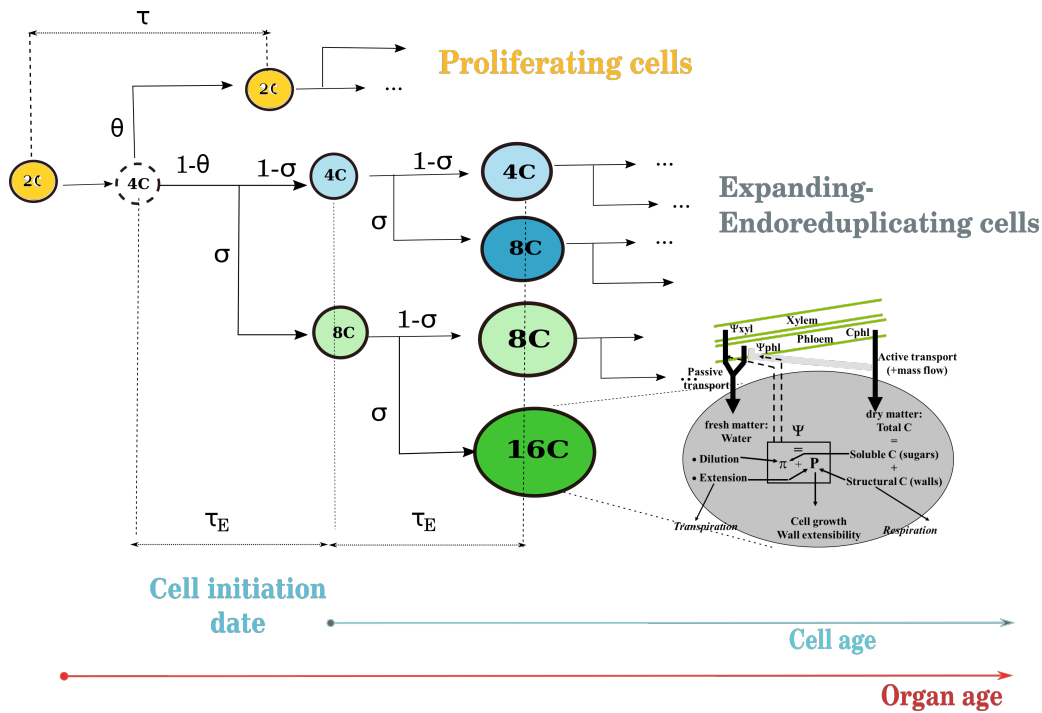 τ
2C
...
Proliferating cells
θ
2C
4C
1-θ
1-σ
4C
1-σ
4C
...
...
σ
σ
8C
...
Expanding-
Endoreduplicating cells
8C
1-σ
8C
...
σ
16C
τE
τE
Ψxyl
Xylem
Cphl
Ψphl
Phloem
Passive
transport
Active transport
(+mass flow)
fresh matter:
Water
dry matter:
Total C
=
Soluble C (sugars)
+
Structural C (walls)
Ψ
=
π + P
• Dilution
• Extension
Transpiration
Cell growth
Wall extensibility
Respiration
Cell initiation
date
Cell age
Organ age